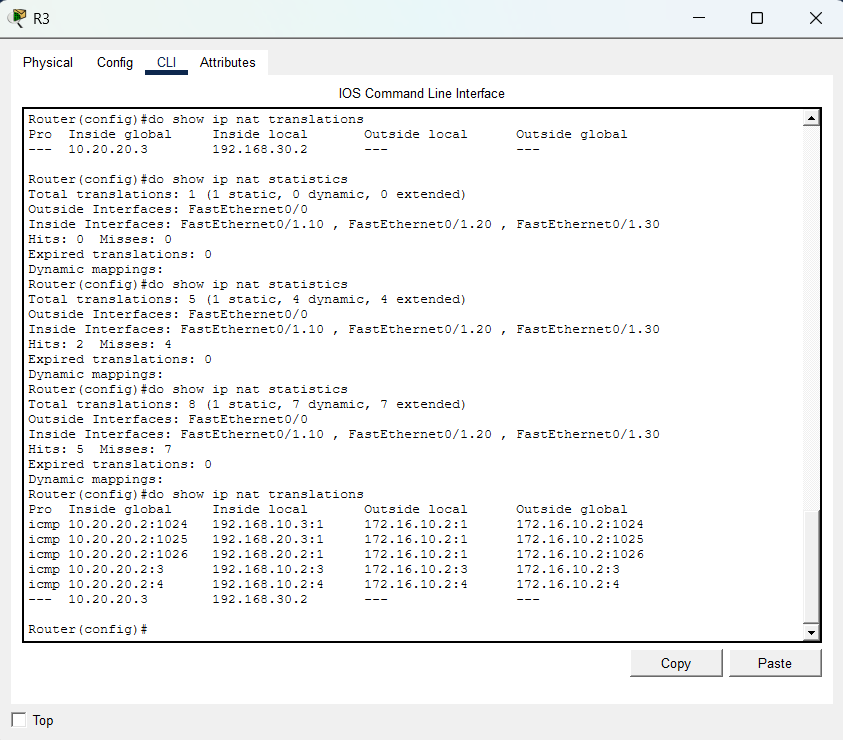 R3
Physical Config CLI Attributes
IOS Command Line Interface
Router(config)#do show ip nat translations
Pro  Inside global     Inside local       Outside local      Outside global
---  10.20.20.3        192.168.30.2       ---                ---
Router(config)#do show ip nat statistics
Total translations: 1 (1 static, 0 dynamic, 0 extended)
Outside Interfaces: FastEthernet0/0
Inside Interfaces: FastEthernet0/1.10 , FastEthernet0/1.20 , FastEthernet0/1.30
Hits: 0  Misses: 0
Expired translations: 0
Dynamic mappings:
Router(config)#do show ip nat statistics
Total translations: 5 (1 static, 4 dynamic, 4 extended)
Outside Interfaces: FastEthernet0/0
Inside Interfaces: FastEthernet0/1.10 , FastEthernet0/1.20 , FastEthernet0/1.30
Hits: 2  Misses: 4
Expired translations: 0
Dynamic mappings:
Router(config)#do show ip nat statistics
Total translations: 8 (1 static, 7 dynamic, 7 extended)
Outside Interfaces: FastEthernet0/0
Inside Interfaces: FastEthernet0/1.10 , FastEthernet0/1.20 , FastEthernet0/1.30
Hits: 5  Misses: 7
Expired translations: 0
Dynamic mappings:
Router(config)#do show ip nat translations
Pro  Inside global     Inside local       Outside local      Outside global
icmp 10.20.20.2:1024   192.168.10.3:1     172.16.10.2:1      172.16.10.2:1024
icmp 10.20.20.2:1025   192.168.20.3:1     172.16.10.2:1      172.16.10.2:1025
icmp 10.20.20.2:1026   192.168.20.2:1     172.16.10.2:1      172.16.10.2:1026
icmp 10.20.20.2:3      192.168.10.2:3     172.16.10.2:3      172.16.10.2:3
icmp 10.20.20.2:4      192.168.10.2:4     172.16.10.2:4      172.16.10.2:4
---  10.20.20.3        192.168.30.2       ---                ---
Router(config)#
Copy Paste
Top